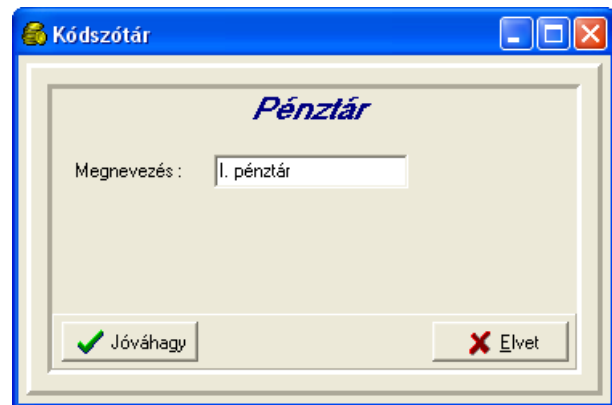 Kódszótár
Pénztár
Megnevezés :
I. pénztár
Jóváhagy
Elvet